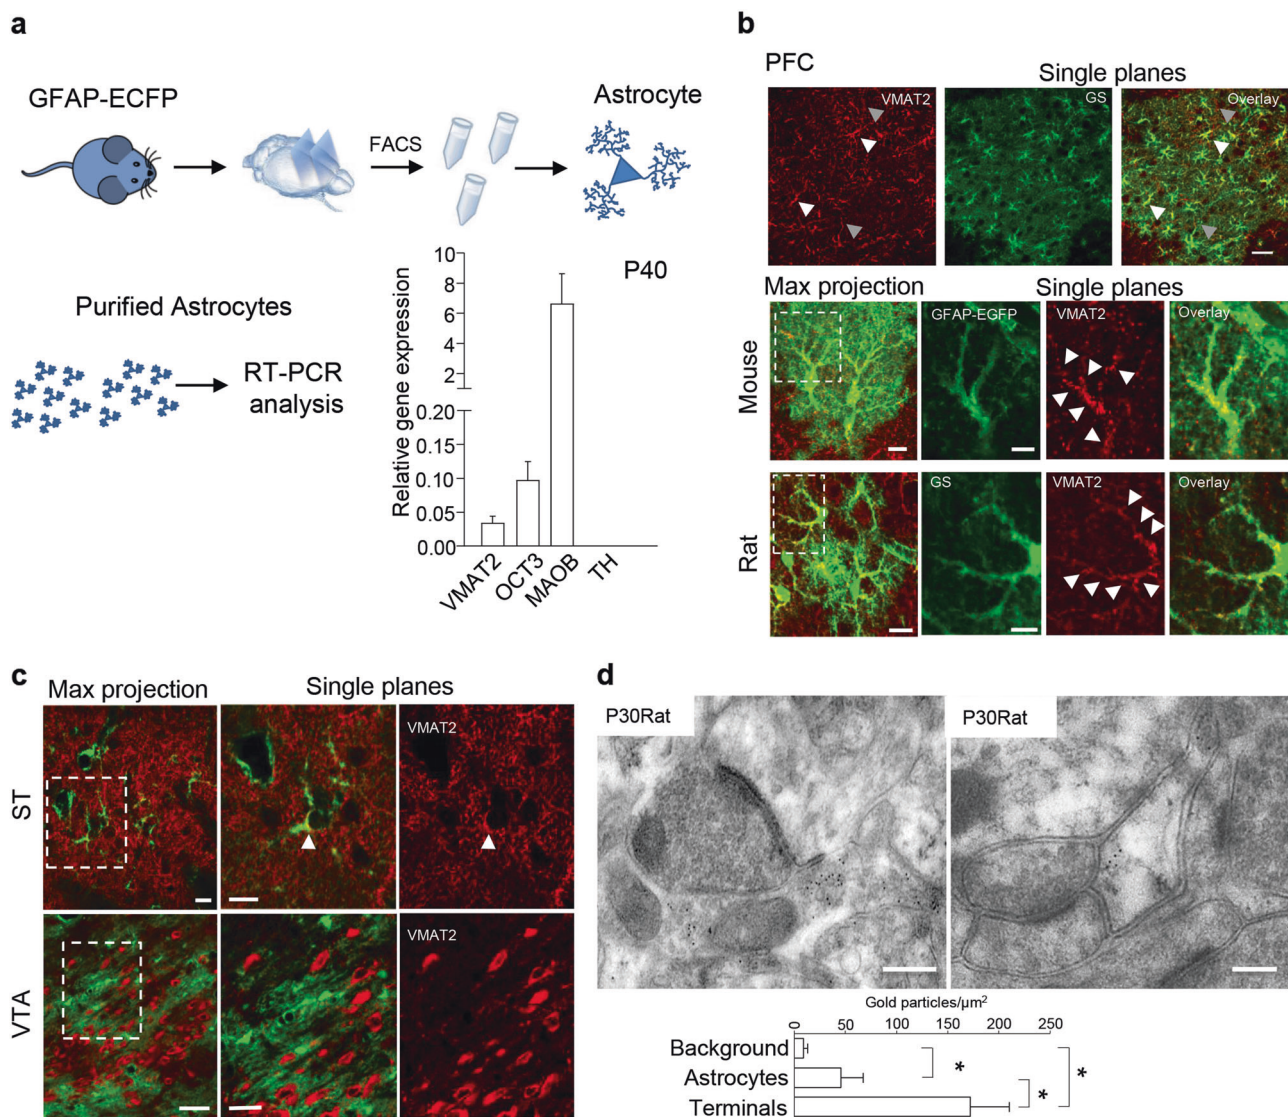 a
GFAP-ECFP
FACS
Astrocyte
Purified Astrocytes
RT-PCR
analysis
P40
Relative gene expression
10
8
6
4
2
0.20
0.15
0.10
0.05
0.00
VMAT2
OCT3
MAOB
TH
b
PFC
Single planes
VMAT2
GS
Overlay
Max projection
Single planes
Mouse
GFAP-EGFP
VMAT2
Overlay
Rat
GS
VMAT2
Overlay
c
Max projection
Single planes
ST
VMAT2
VTA
VMAT2
d
P30Rat
P30Rat
Gold particles/µm²
0 50 100 150 200 250
Background
Astrocytes
Terminals
*
*
*